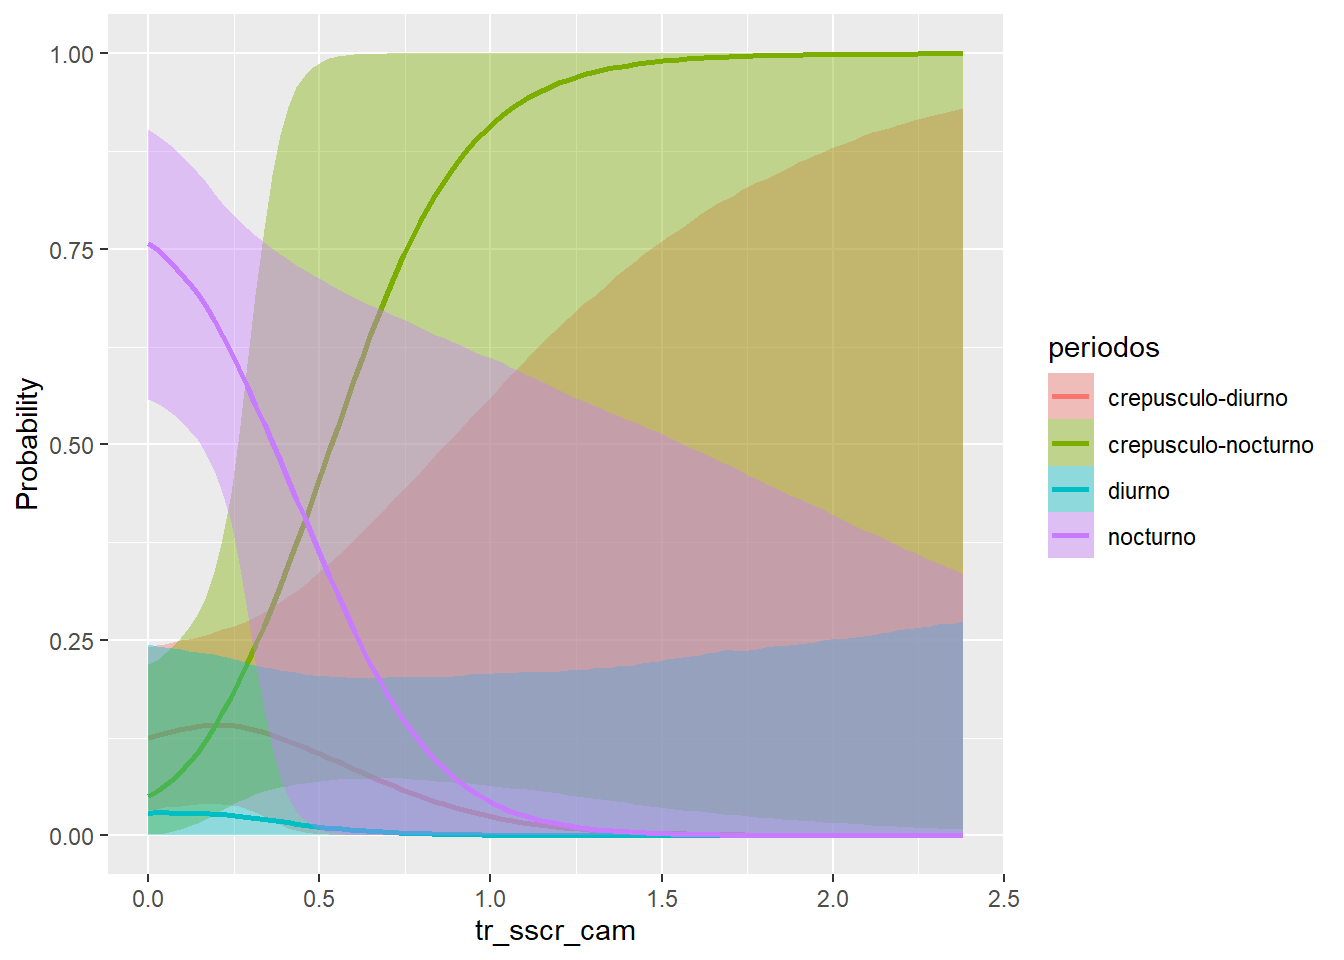 1.00
0.75
0.50
0.25
0.00
Probability
0.0 0.5 1.0 1.5 2.0 2.5
tr_sscr_cam
periodos
crepusculo-diurno
crepusculo-nocturno
diurno
nocturno